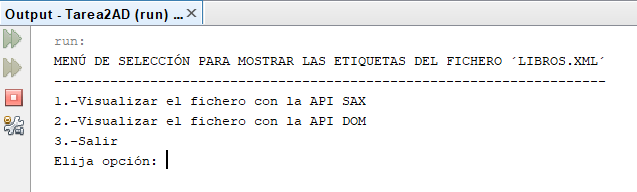 Output - Tarea2AD (run) ... ×
run:
MENÚ DE SELECCIÓN PARA MOSTRAR LAS ETIQUETAS DEL FICHERO ´LIBROS.XML´
---------------------------------------------------------------------
1.-Visualizar el fichero con la API SAX
2.-Visualizar el fichero con la API DOM
3.-Salir
Elija opción: